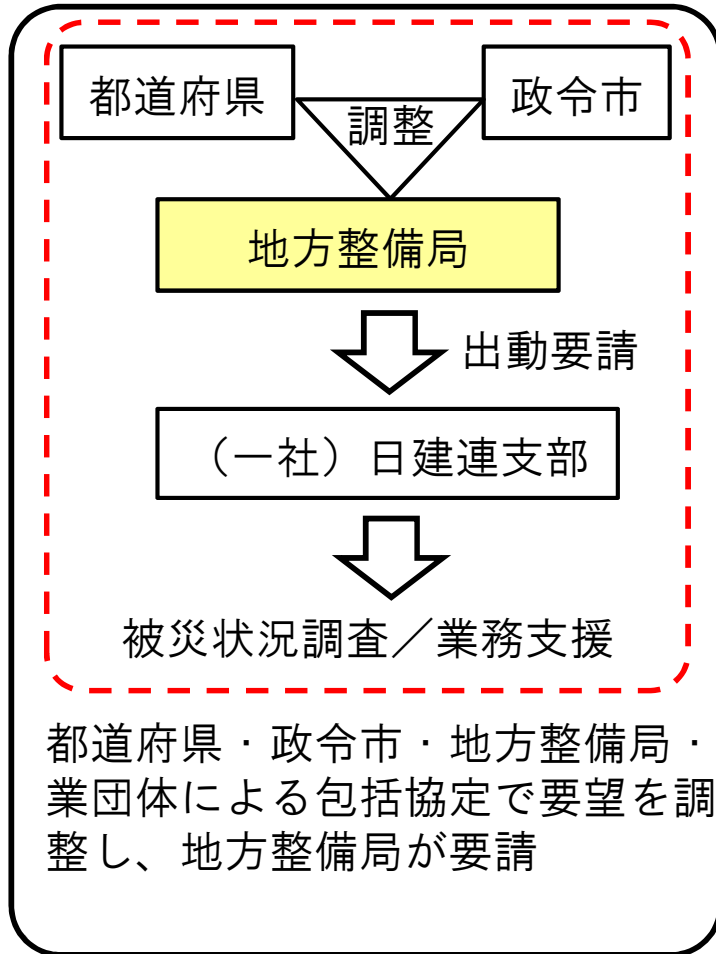 都道府県
政令市
調整
地方整備局
出動要請
（一社）日建連支部
被災状況調査／業務支援
都道府県・政令市・地方整備局・
業団体による包括協定で要望を調
整し、地方整備局が要請